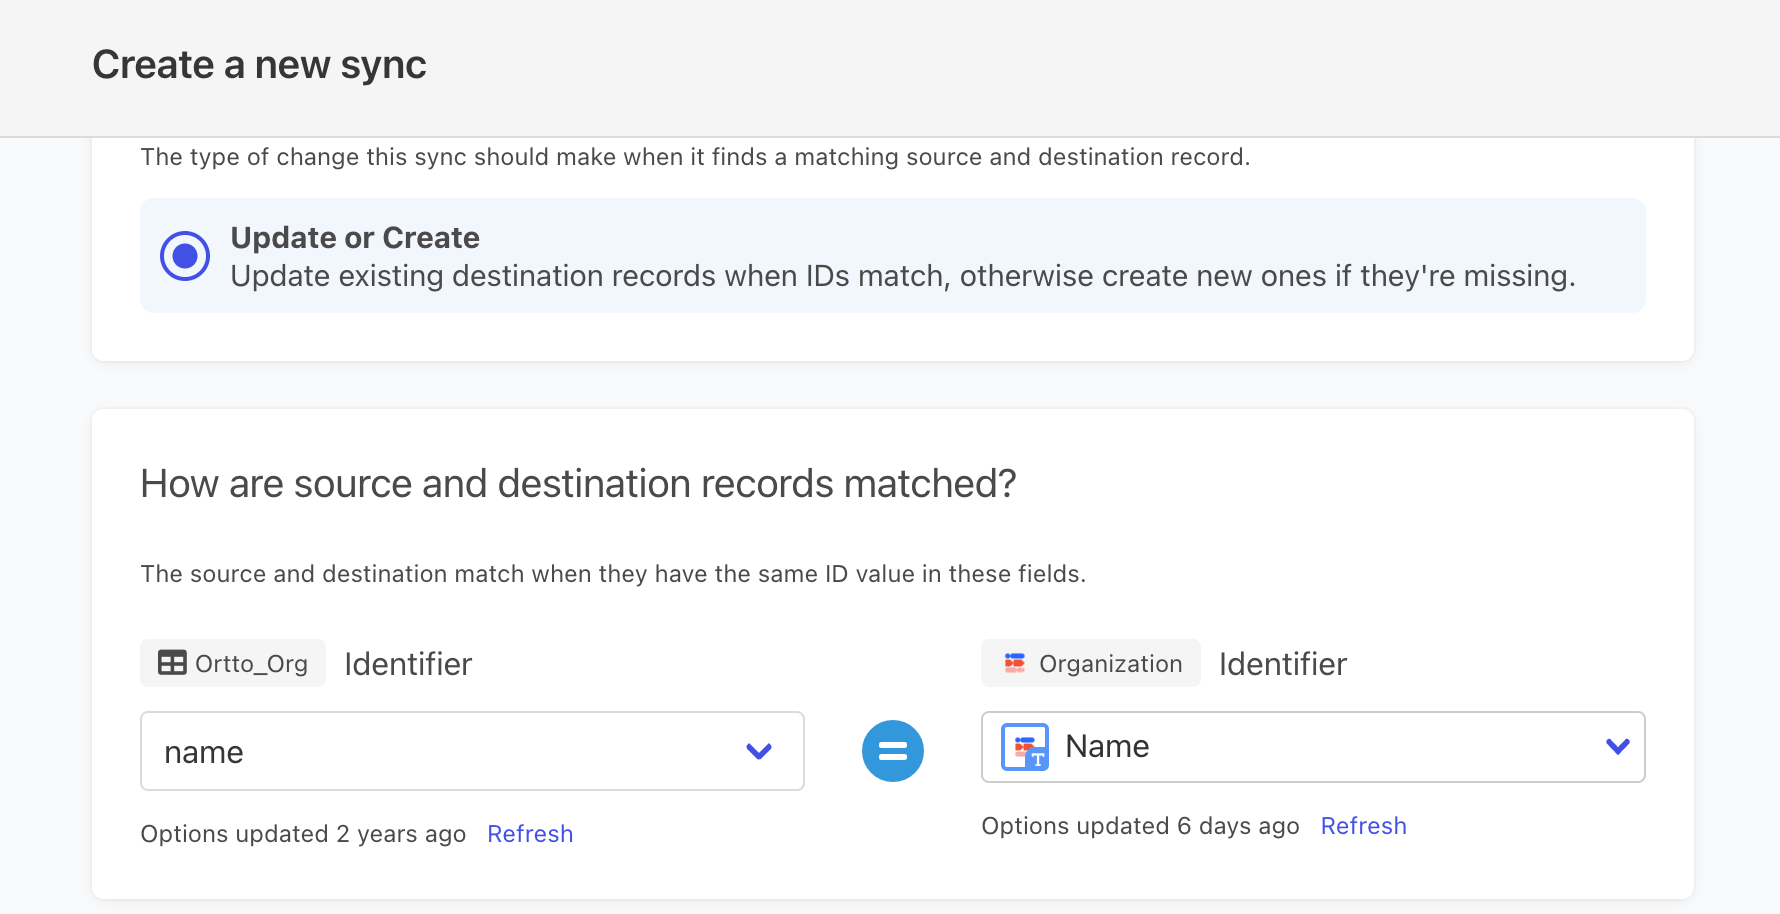 Create a new sync
The type of change this sync should make when it finds a matching source and destination record.
Update or Create
Update existing destination records when IDs match, otherwise create new ones if they're missing.
How are source and destination records matched?
The source and destination match when they have the same ID value in these fields.
Ortto_Org Identifier
Organization Identifier
name
T Name
Options updated 2 years ago Refresh
Options updated 6 days ago Refresh